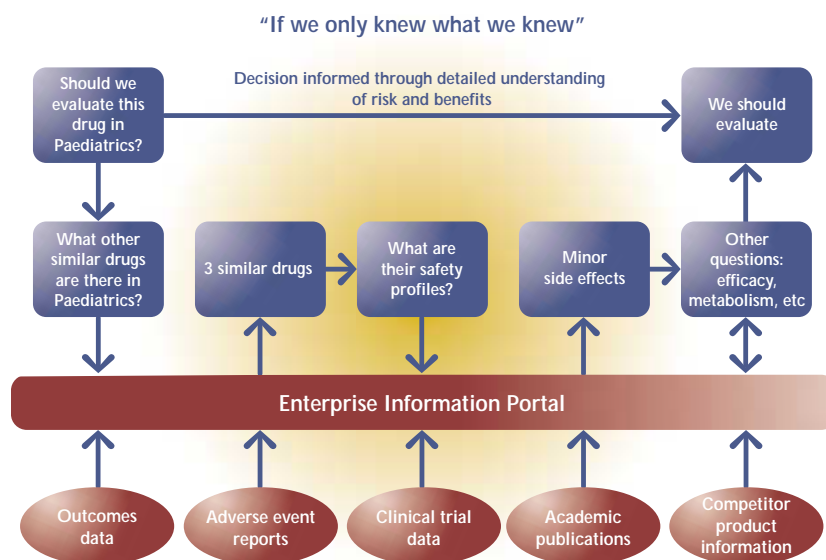 “If we only knew what we knew”
Should we
evaluate this
drug in
Paediatrics?
Decision informed through detailed understanding
of risk and benefits
We should
evaluate
What other
similar drugs
are there in
Paediatrics?
3 similar drugs
What are
their safety
profiles?
Minor
side effects
Other
questions:
efficacy,
metabolism, etc
Enterprise Information Portal
Outcomes
data
Adverse event
reports
Clinical trial
data
Academic
publications
Competitor
product
information